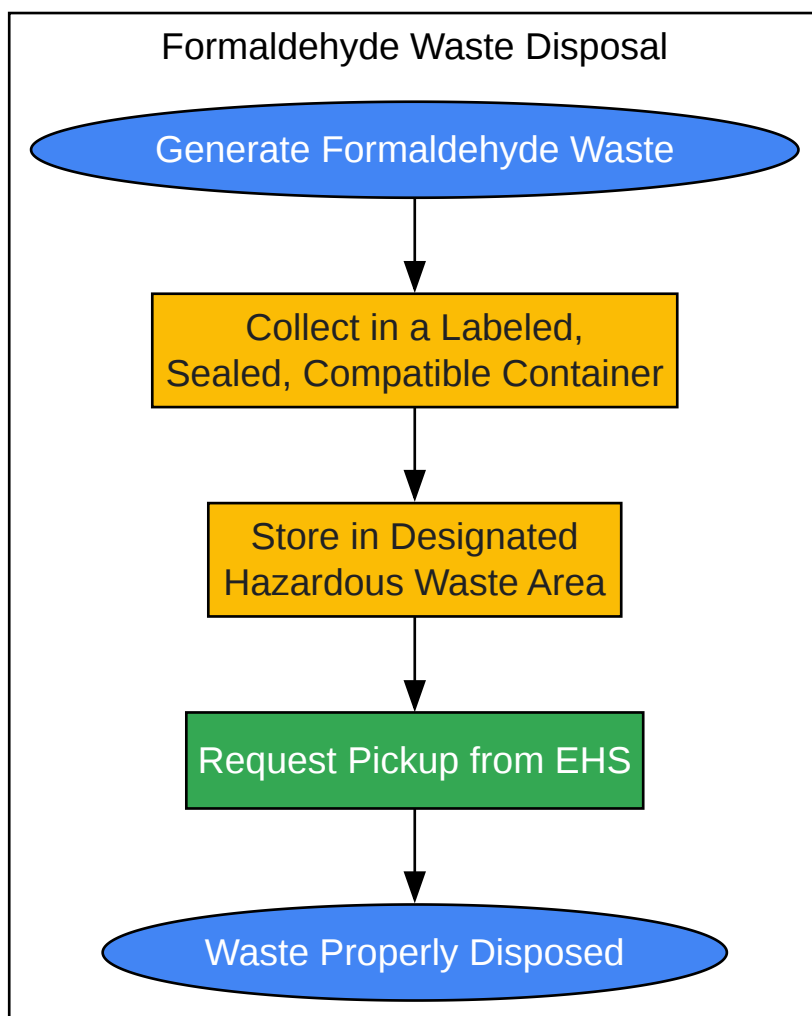 Formaldehyde Waste Disposal
Generate Formaldehyde Waste
Collect in a Labeled,
Sealed, Compatible Container
Store in Designated
Hazardous Waste Area
Request Pickup from EHS
Waste Properly Disposed